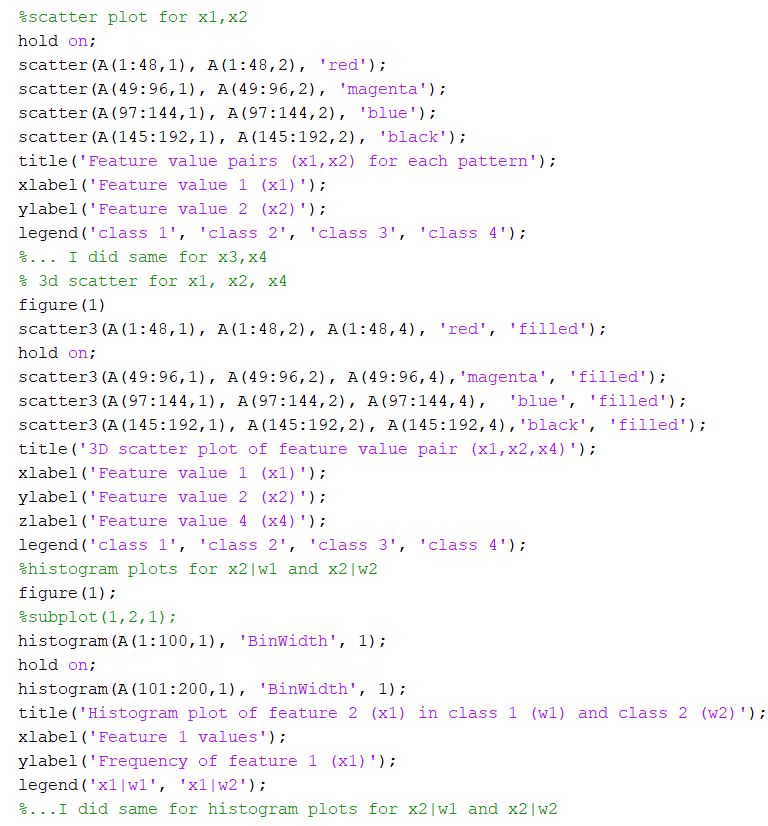 %scatter plot for x1,x2
hold on;
scatter(A(1:48,1), A(1:48,2), 'red');
scatter(A(49:96,1), A(49:96,2), 'magenta');
scatter(A(97:144,1), A(97:144,2), 'blue');
scatter(A(145:192,1), A(145:192,2), 'black');
title('Feature value pairs (x1,x2) for each pattern');
xlabel('Feature value 1 (x1)');
ylabel('Feature value 2 (x2)');
legend('class 1', 'class 2', 'class 3', 'class 4');
%... I did same for x3,x4
% 3d scatter for x1, x2, x4
figure(1)
scatter3(A(1:48,1), A(1:48,2), A(1:48,4), 'red', 'filled');
hold on;
scatter3(A(49:96,1), A(49:96,2), A(49:96,4),'magenta', 'filled');
scatter3(A(97:144,1), A(97:144,2), A(97:144,4),  'blue', 'filled');
scatter3(A(145:192,1), A(145:192,2), A(145:192,4),'black', 'filled');
title('3D scatter plot of feature value pair (x1,x2,x4)');
xlabel('Feature value 1 (x1)');
ylabel('Feature value 2 (x2)');
zlabel('Feature value 4 (x4)');
legend('class 1', 'class 2', 'class 3', 'class 4');
%histogram plots for x2|w1 and x2|w2
figure(1);
%subplot(1,2,1);
histogram(A(1:100,1), 'BinWidth', 1);
hold on;
histogram(A(101:200,1), 'BinWidth', 1);
title('Histogram plot of feature 2 (x1) in class 1 (w1) and class 2 (w2)');
xlabel('Feature 1 values');
ylabel('Frequency of feature 1 (x1)');
legend('x1|w1', 'x1|w2');
%...I did same for histogram plots for x2|w1 and x2|w2